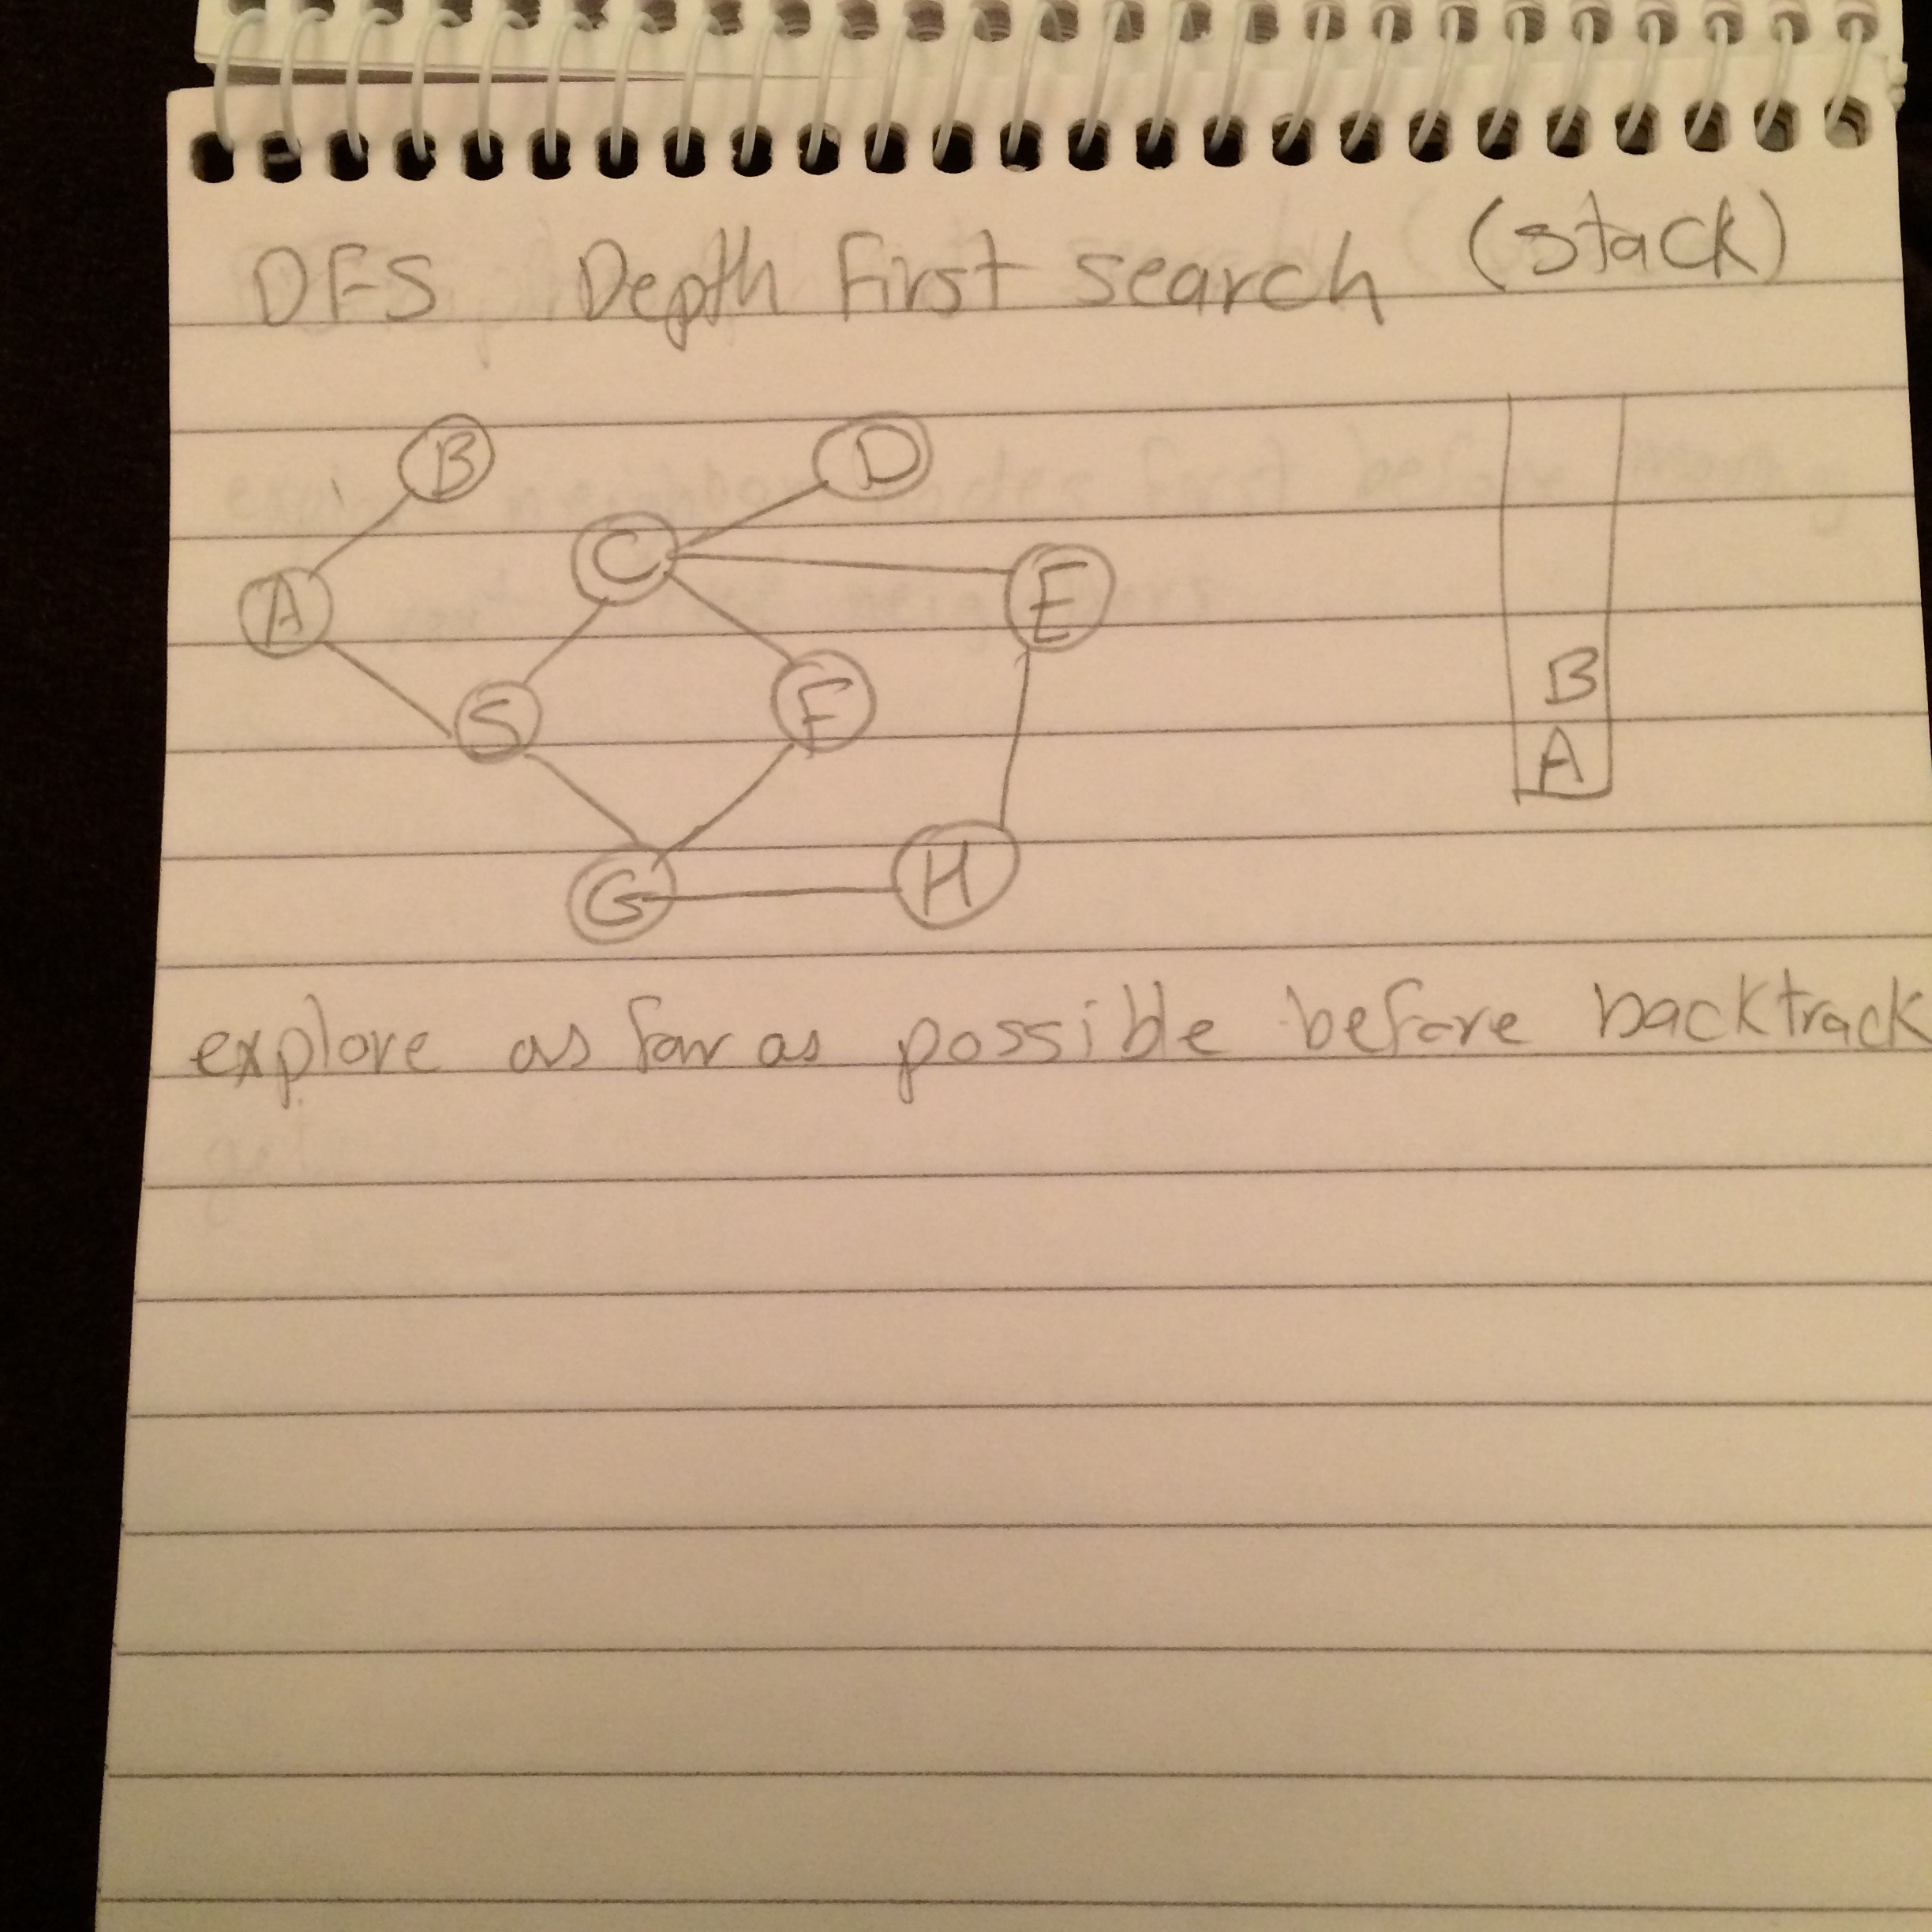 DFS Depth First search (stack)
B
D
C
A
E
S
F
G
H
B
A
explore as far as possible before backtrack